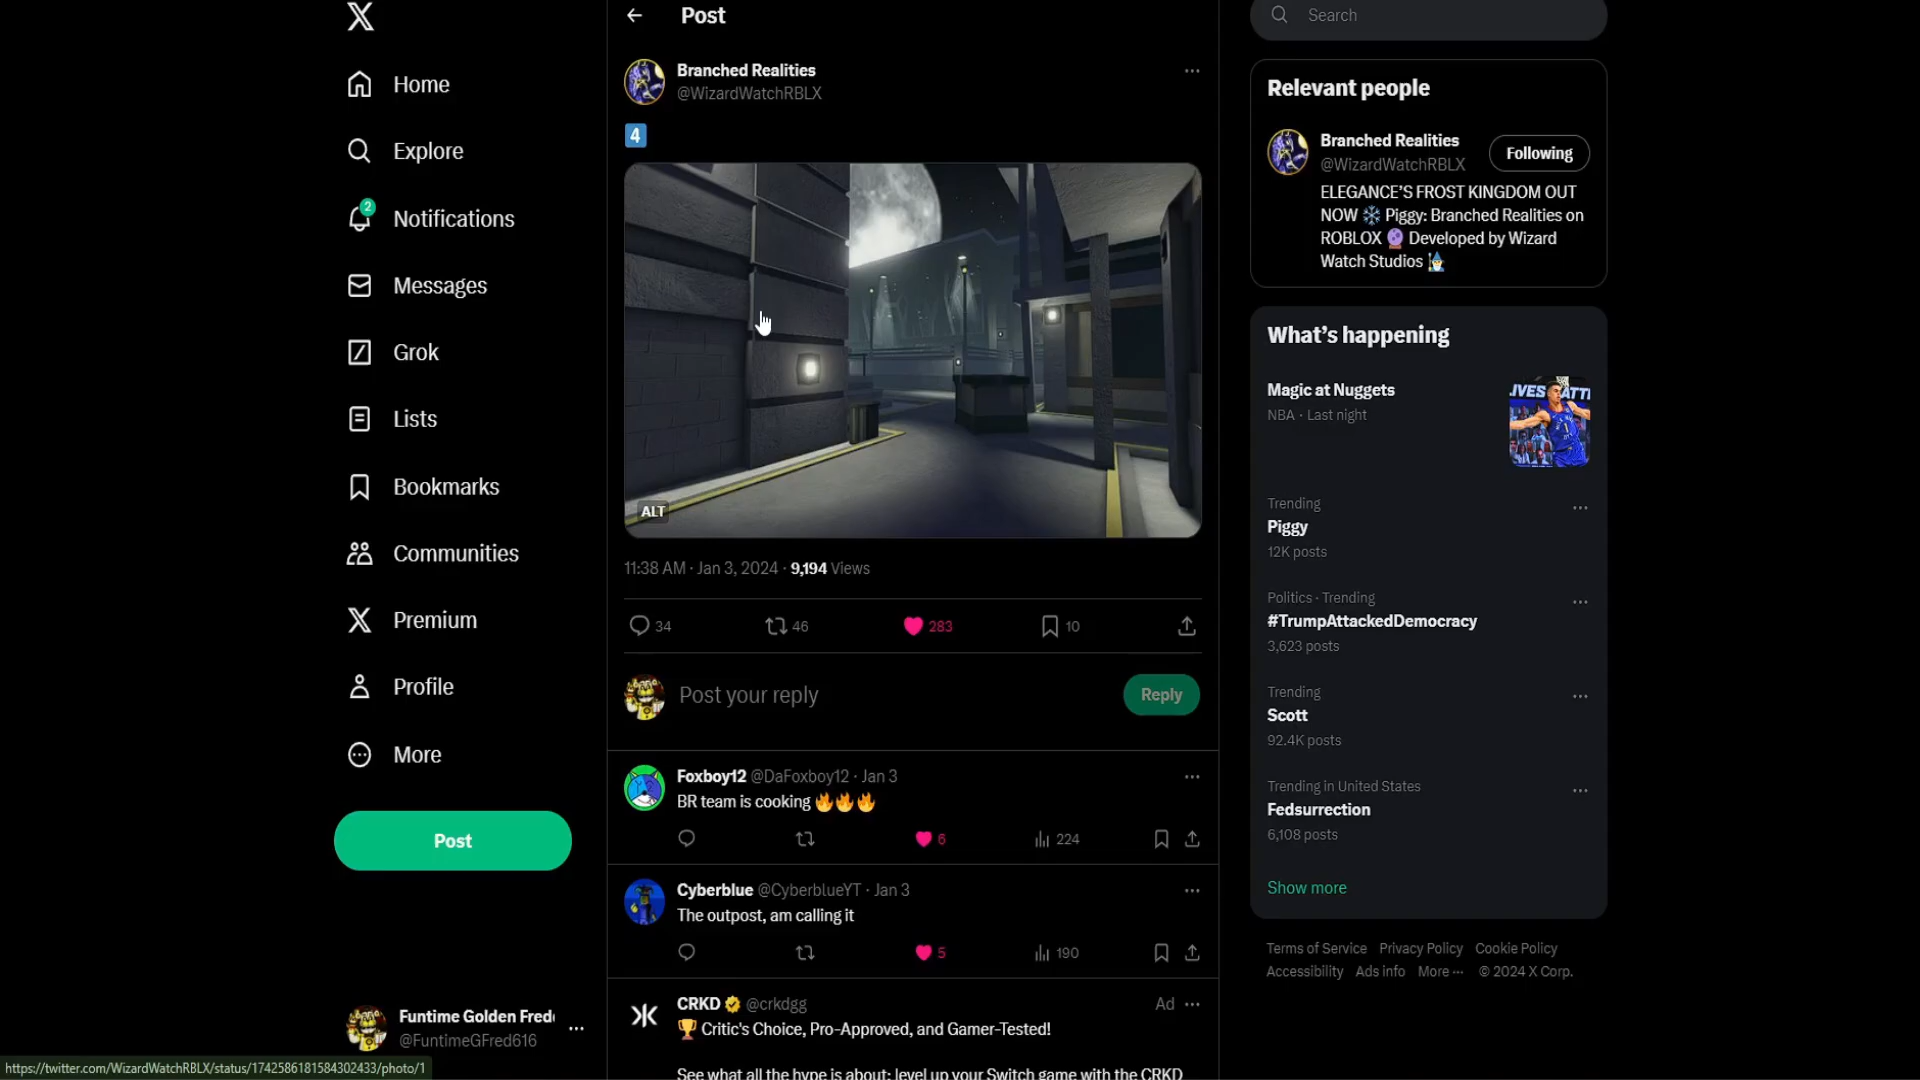 Home
Explore
2
Notifications
Messages
Grok
Lists
Bookmarks
Communities
Premium
Profile
More
Post
Funtime Golden Fred
@FuntimeGFred616
https://twitter.com/WizardWatchRBLX/status/1742586181584302433/photo/1
Post
Branched Realities
@WizardWatchRBLX
4
ALT
11:38 AM · Jan 3, 2024 · 9,194 Views
34 46 283 10
Post your reply
Reply
Foxboy12 @DaFoxboy12 · Jan 3
BR team is cooking 🔥🔥🔥
6 224
Cyberblue @CyberblueYT · Jan 3
The outpost, am calling it
5 190
CRKD @crkdgg
Ad
🏆 Critic's Choice, Pro-Approved, and Gamer-Tested!
See what all the hype is about: level up your Switch game with the CRKD
Search
Relevant people
Branched Realities
@WizardWatchRBLX
Following
ELEGANCE'S FROST KINGDOM OUT
NOW ❄️ Piggy: Branched Realities on
ROBLOX 🔮 Developed by Wizard
Watch Studios 🧙‍♂️
What's happening
Magic at Nuggets
NBA · Last night
Trending
Piggy
12K posts
Politics · Trending
#TrumpAttackedDemocracy
3,623 posts
Trending
Scott
92.4K posts
Trending in United States
Fedsurrection
6,108 posts
Show more
Terms of Service Privacy Policy Cookie Policy
Accessibility Ads info More ··· © 2024 X Corp.